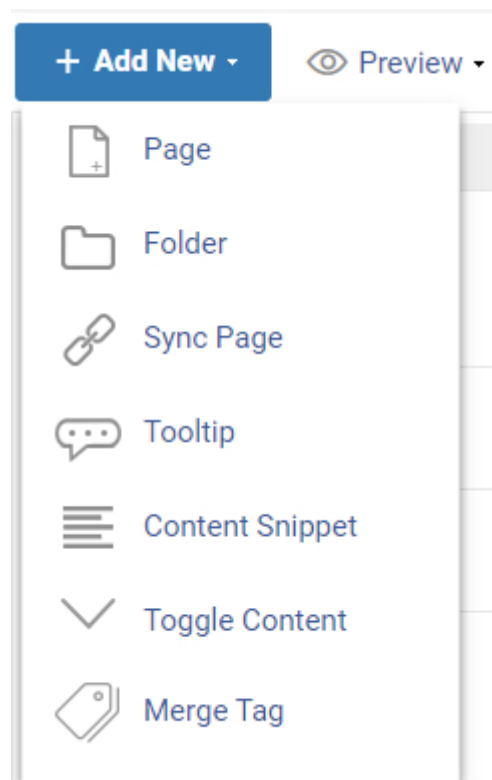 + Add New
Preview
Page
Folder
Sync Page
Tooltip
Content Snippet
Toggle Content
Merge Tag